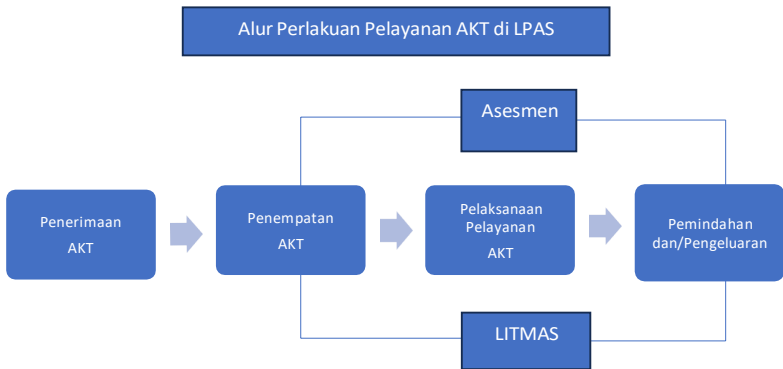 Alur Perlakuan Pelayanan AKT di LPAS
Asesmen
Penerimaan
AKT
Penempatan
AKT
Pelaksanaan
Pelayanan
AKT
Pemindahan
dan/Pengeluaran
LITMAS